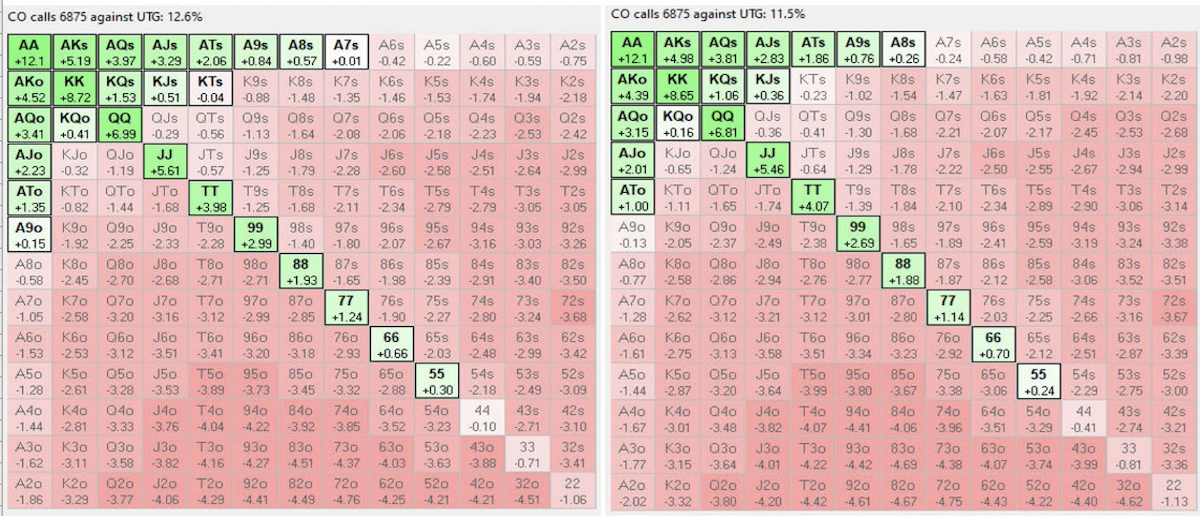 CO calls 6875 against UTG: 12.6%
AA AKs AQs AJs ATs A9s A8s A7s A6s A5s A4s A3s A2s
+12.1 +5.19 +3.97 +3.29 +2.06 +0.84 +0.57 +0.01 -0.42 -0.22 -0.60 -0.59 -0.75
AKo KK KQs KJs KTs K9s K8s K7s K6s K5s K4s K3s K2s
+4.52 +8.72 +1.53 +0.51 -0.04 -0.88 -1.48 -1.35 -1.46 -1.53 -1.74 -1.94 -2.18
AQo KQo QQ QJs QTs Q9s Q8s Q7s Q6s Q5s Q4s Q3s Q2s
+3.41 +0.41 +6.99 -0.29 -0.56 -1.13 -1.64 -2.08 -2.06 -2.18 -2.23 -2.53 -2.42
AJo KJo QJo JJ JTs J9s J8s J7s J6s J5s J4s J3s J2s
+2.23 -0.32 -1.19 +5.61 -0.57 -1.25 -1.79 -2.28 -2.60 -2.58 -2.51 -2.64 -2.99
ATo KTo QTo JTo TT T9s T8s T7s T6s T5s T4s T3s T2s
+1.35 -0.82 -1.44 -1.68 +3.98 -1.25 -1.68 -2.11 -2.34 -2.79 -2.79 -3.05 -3.05
A9o K9o Q9o J9o T9o 99 98s 97s 96s 95s 94s 93s 92s
+0.15 -1.92 -2.25 -2.33 -2.28 +2.99 -1.40 -1.80 -2.07 -2.67 -3.16 -3.03 -3.26
A8o K8o Q8o J8o T8o 98o 88 87s 86s 85s 84s 83s 82s
-0.58 -2.45 -2.70 -2.68 -2.71 -2.71 +1.93 -1.65 -1.98 -2.39 -2.91 -3.40 -3.50
A7o K7o Q7o J7o T7o 97o 87o 77 76s 75s 74s 73s 72s
-1.05 -2.58 -3.20 -3.16 -3.12 -2.99 -2.85 +1.24 -1.90 -2.27 -2.80 -3.24 -3.68
A6o K6o Q6o J6o T6o 96o 86o 76o 66 65s 64s 63s 62s
-1.53 -2.53 -3.12 -3.51 -3.41 -3.20 -3.18 -2.93 +0.66 -2.03 -2.48 -2.99 -3.42
A5o K5o Q5o J5o T5o 95o 85o 75o 65o 55 54s 53s 52s
-1.28 -2.61 -3.28 -3.53 -3.89 -3.73 -3.45 -3.32 -2.88 +0.30 -2.18 -2.49 -3.09
A4o K4o Q4o J4o T4o 94o 84o 74o 64o 54o 44 43s 42s
-1.44 -2.81 -3.33 -3.76 -4.04 -4.22 -3.92 -3.85 -3.52 -3.23 -0.10 -2.71 -3.10
A3o K3o Q3o J3o T3o 93o 83o 73o 63o 53o 43o 33 32s
-1.62 -3.11 -3.58 -3.82 -4.16 -4.27 -4.51 -4.37 -4.03 -3.63 -3.88 -0.71 -3.41
A2o K2o Q2o J2o T2o 92o 82o 72o 62o 52o 42o 32o 22
-1.86 -3.29 -3.77 -4.06 -4.29 -4.41 -4.49 -4.76 -4.25 -4.21 -4.21 -4.51 -1.06
CO calls 6875 against UTG: 11.5%
AA AKs AQs AJs ATs A9s A8s A7s A6s A5s A4s A3s A2s
+12.1 +4.98 +3.81 +2.83 +1.86 +0.76 +0.26 -0.24 -0.58 -0.42 -0.71 -0.81 -0.98
AKo KK KQs KJs KTs K9s K8s K7s K6s K5s K4s K3s K2s
+4.39 +8.65 +1.06 +0.36 -0.23 -1.02 -1.54 -1.47 -1.63 -1.81 -1.92 -2.14 -2.20
AQo KQo QQ QJs QTs Q9s Q8s Q7s Q6s Q5s Q4s Q3s Q2s
+3.15 +0.16 +6.81 -0.36 -0.41 -1.30 -1.68 -2.21 -2.07 -2.17 -2.45 -2.53 -2.68
AJo KJo QJo JJ JTs J9s J8s J7s J6s J5s J4s J3s J2s
+2.01 -0.65 -1.24 +5.46 -0.64 -1.29 -1.78 -2.22 -2.50 -2.55 -2.67 -2.94 -2.99
ATo KTo QTo JTo TT T9s T8s T7s T6s T5s T4s T3s T2s
+1.00 -1.11 -1.65 -1.74 +4.07 -1.39 -1.84 -2.10 -2.34 -2.89 -2.90 -3.06 -3.14
A9o K9o Q9o J9o T9o 99 98s 97s 96s 95s 94s 93s 92s
-0.13 -2.05 -2.37 -2.49 -2.38 +2.69 -1.65 -1.89 -2.41 -2.59 -3.19 -3.24 -3.38
A8o K8o Q8o J8o T8o 98o 88 87s 86s 85s 84s 83s 82s
-0.77 -2.58 -2.86 -2.94 -2.76 -2.77 +1.88 -1.87 -2.12 -2.58 -3.06 -3.52 -3.51
A7o K7o Q7o J7o T7o 97o 87o 77 76s 75s 74s 73s 72s
-1.28 -2.62 -3.12 -3.21 -3.12 -3.01 -2.80 +1.14 -2.03 -2.25 -2.66 -3.16 -3.67
A6o K6o Q6o J6o T6o 96o 86o 76o 66 65s 64s 63s 62s
-1.61 -2.75 -3.13 -3.58 -3.51 -3.34 -3.23 -2.92 +0.70 -2.12 -2.51 -2.87 -3.39
A5o K5o Q5o J5o T5o 95o 85o 75o 65o 55 54s 53s 52s
-1.44 -2.87 -3.20 -3.64 -3.99 -3.80 -3.67 -3.38 -3.06 +0.24 -2.29 -2.75 -3.00
A4o K4o Q4o J4o T4o 94o 84o 74o 64o 54o 44 43s 42s
-1.67 -3.01 -3.48 -3.82 -4.07 -4.41 -4.06 -3.96 -3.51 -3.29 -0.41 -2.74 -3.21
A3o K3o Q3o J3o T3o 93o 83o 73o 63o 53o 43o 33 32s
-1.77 -3.15 -3.64 -4.01 -4.22 -4.42 -4.69 -4.38 -4.07 -3.74 -3.99 -0.81 -3.36
A2o K2o Q2o J2o T2o 92o 82o 72o 62o 52o 42o 32o 22
-2.02 -3.32 -3.80 -4.20 -4.42 -4.61 -4.67 -4.75 -4.43 -4.22 -4.40 -4.62 -1.13